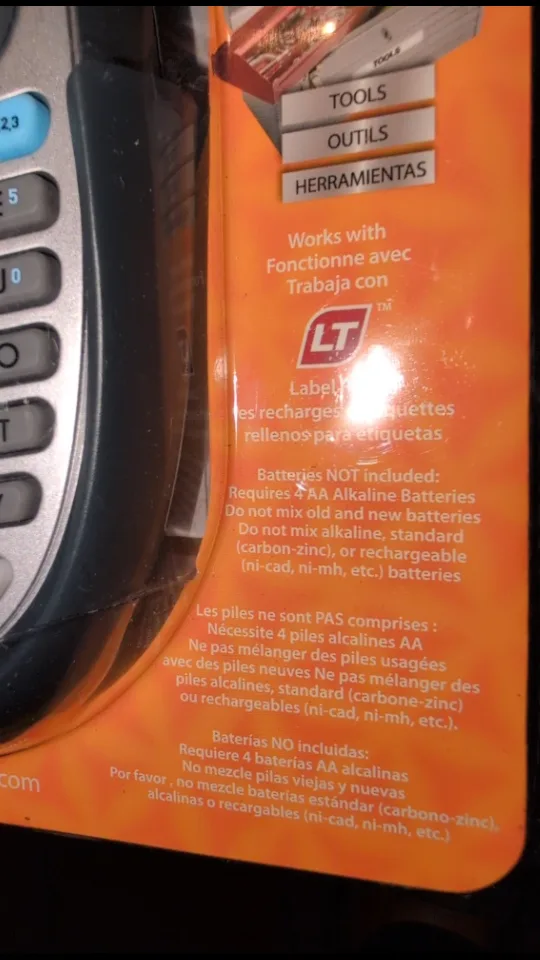 TOOLS
TOOLS
OUTILS
HERRAMIENTAS
2,3
5
0
O
T
Works with
Fonctionne avec
Trabaja con
LT™
Label
recharges
rellenos para etiquetas
Batteries NOT included:
Requires 4 AA Alkaline Batteries
Do not mix old and new batteries
Do not mix alkaline, standard
(carbon-zinc), or rechargeable
(ni-cad, ni-mh, etc.) batteries
Les piles ne sont PAS comprises :
Nécessite 4 piles alcalines AA
Ne pas mélanger des piles usagées
avec des piles neuves Ne pas mélanger des
piles alcalines, standard (carbone-zinc)
ou rechargeables (ni-cad, ni-mh, etc.).
Baterías NO incluidas:
Requiere 4 baterías AA alcalinas
No mezcle pilas viejas y nuevas
Por favor , no mezcle baterías estándar (carbono-zinc),
alcalinas o recargables (ni-cad, ni-mh, etc.)
.com